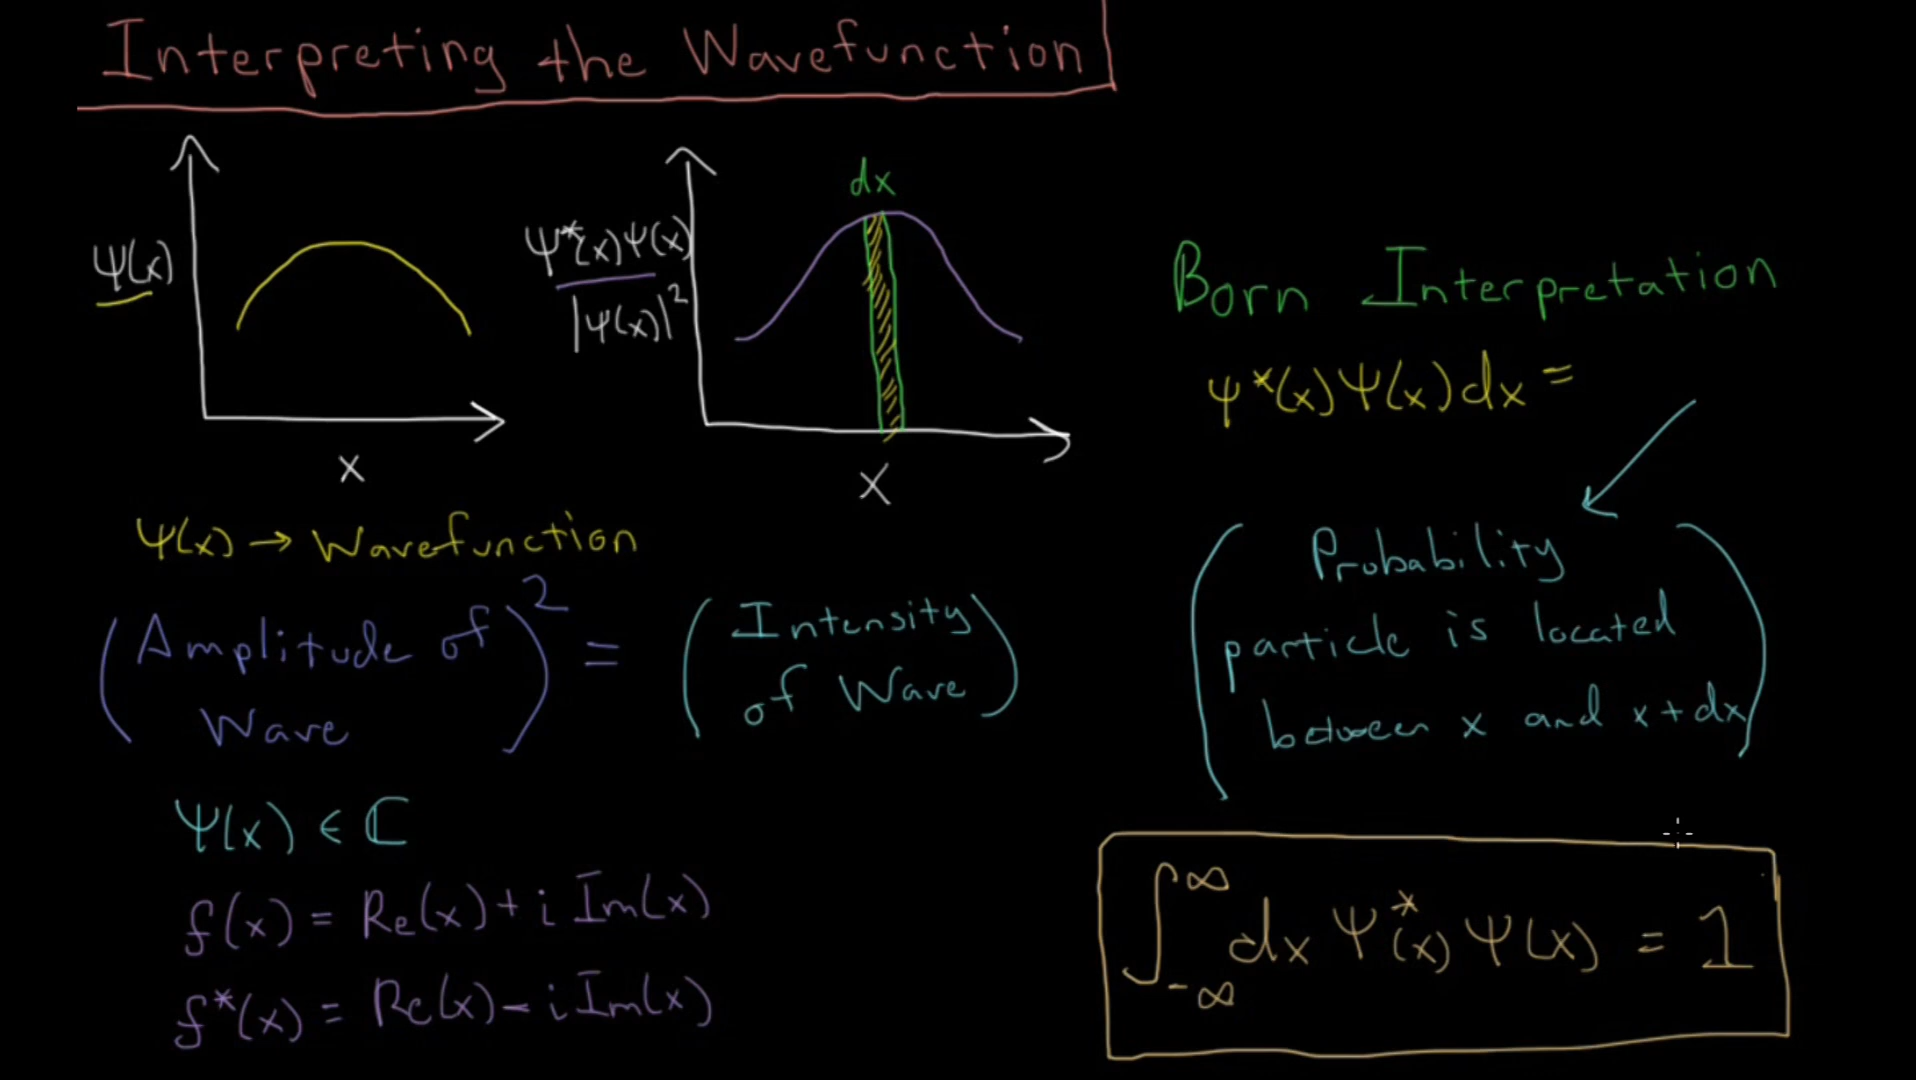 Interpreting the Wavefunction
Ψ(x)
x
Ψ*(x)Ψ(x)
|Ψ(x)|²
dx
x
Ψ(x) → Wavefunction
(Amplitude of
Wave)² = (Intensity
of Wave)
Ψ(x) ∈ ℂ
f(x) = Re(x) + i Im(x)
f*(x) = Re(x) - i Im(x)
Born Interpretation
Ψ*(x)Ψ(x)dx =
(Probability
particle is located
between x and x+dx)
∫_{-∞}^{∞} dx Ψ*(x) Ψ(x) = 1